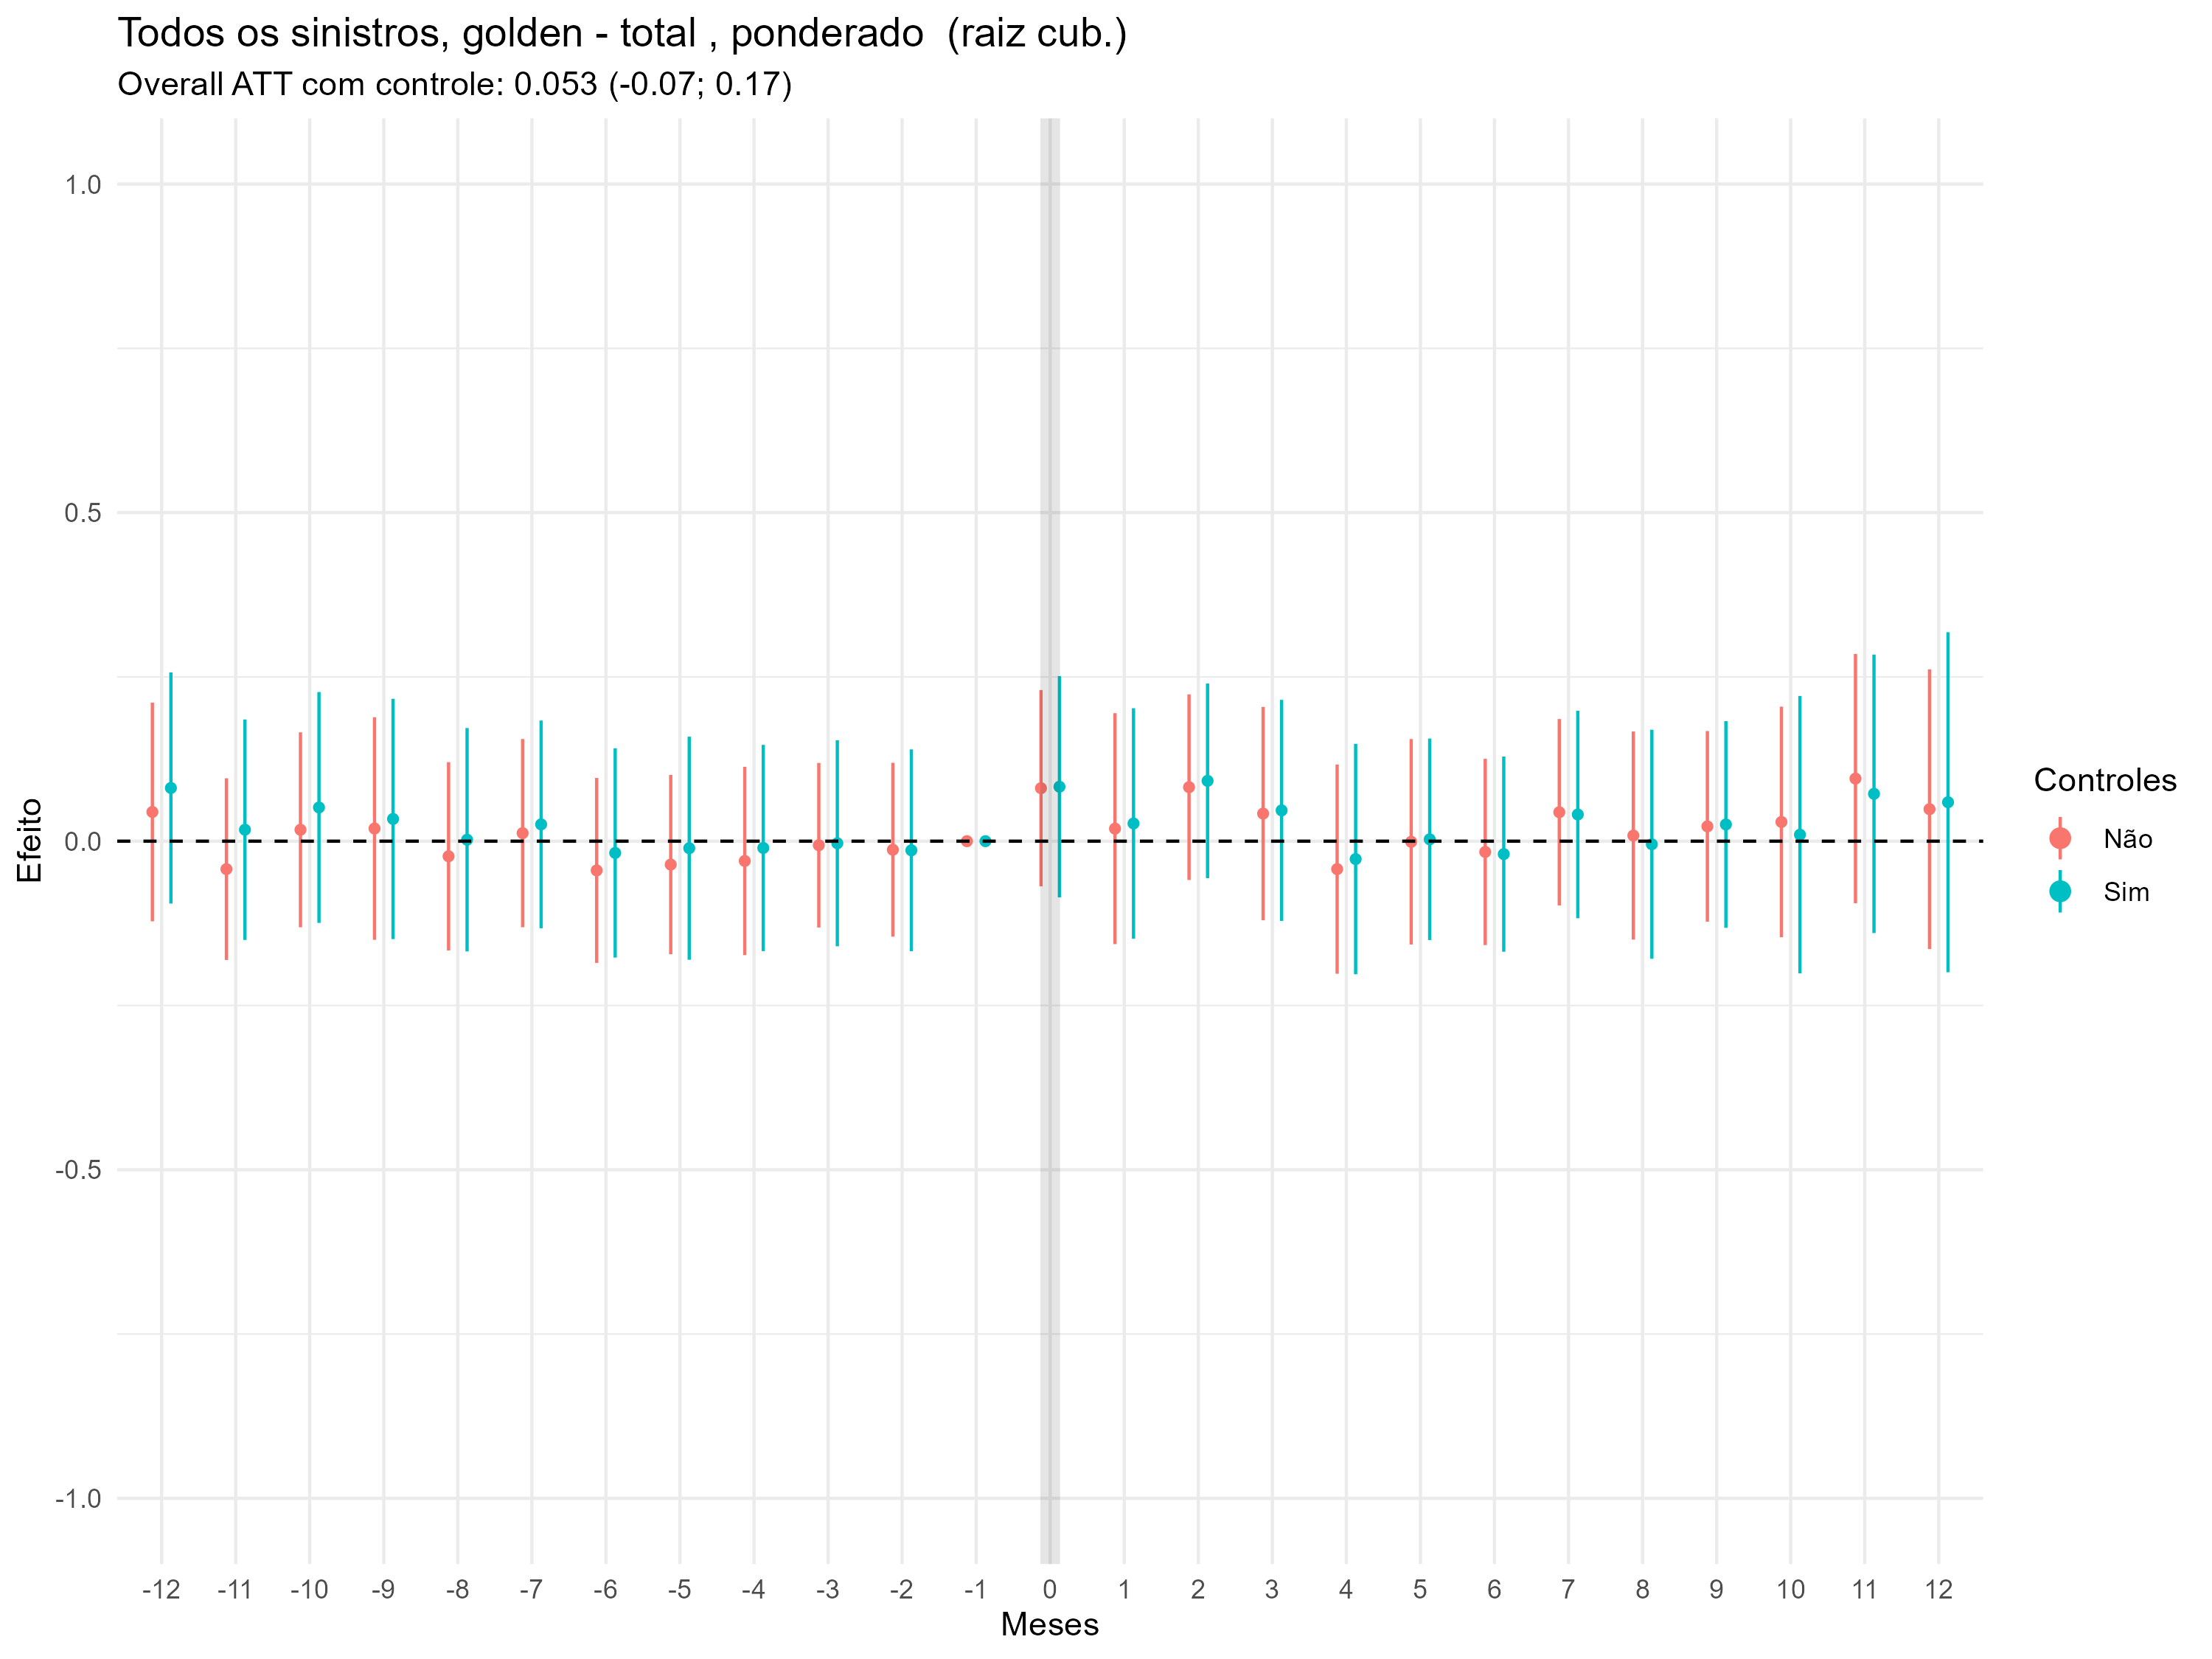 Todos os sinistros, golden - total , ponderado  (raiz cub.)
Overall ATT com controle: 0.053 (-0.07; 0.17)
1.0
0.5
0.0
-0.5
-1.0
Efeito
-12 -11 -10 -9 -8 -7 -6 -5 -4 -3 -2 -1 0 1 2 3 4 5 6 7 8 9 10 11 12
Meses
Controles
Não
Sim